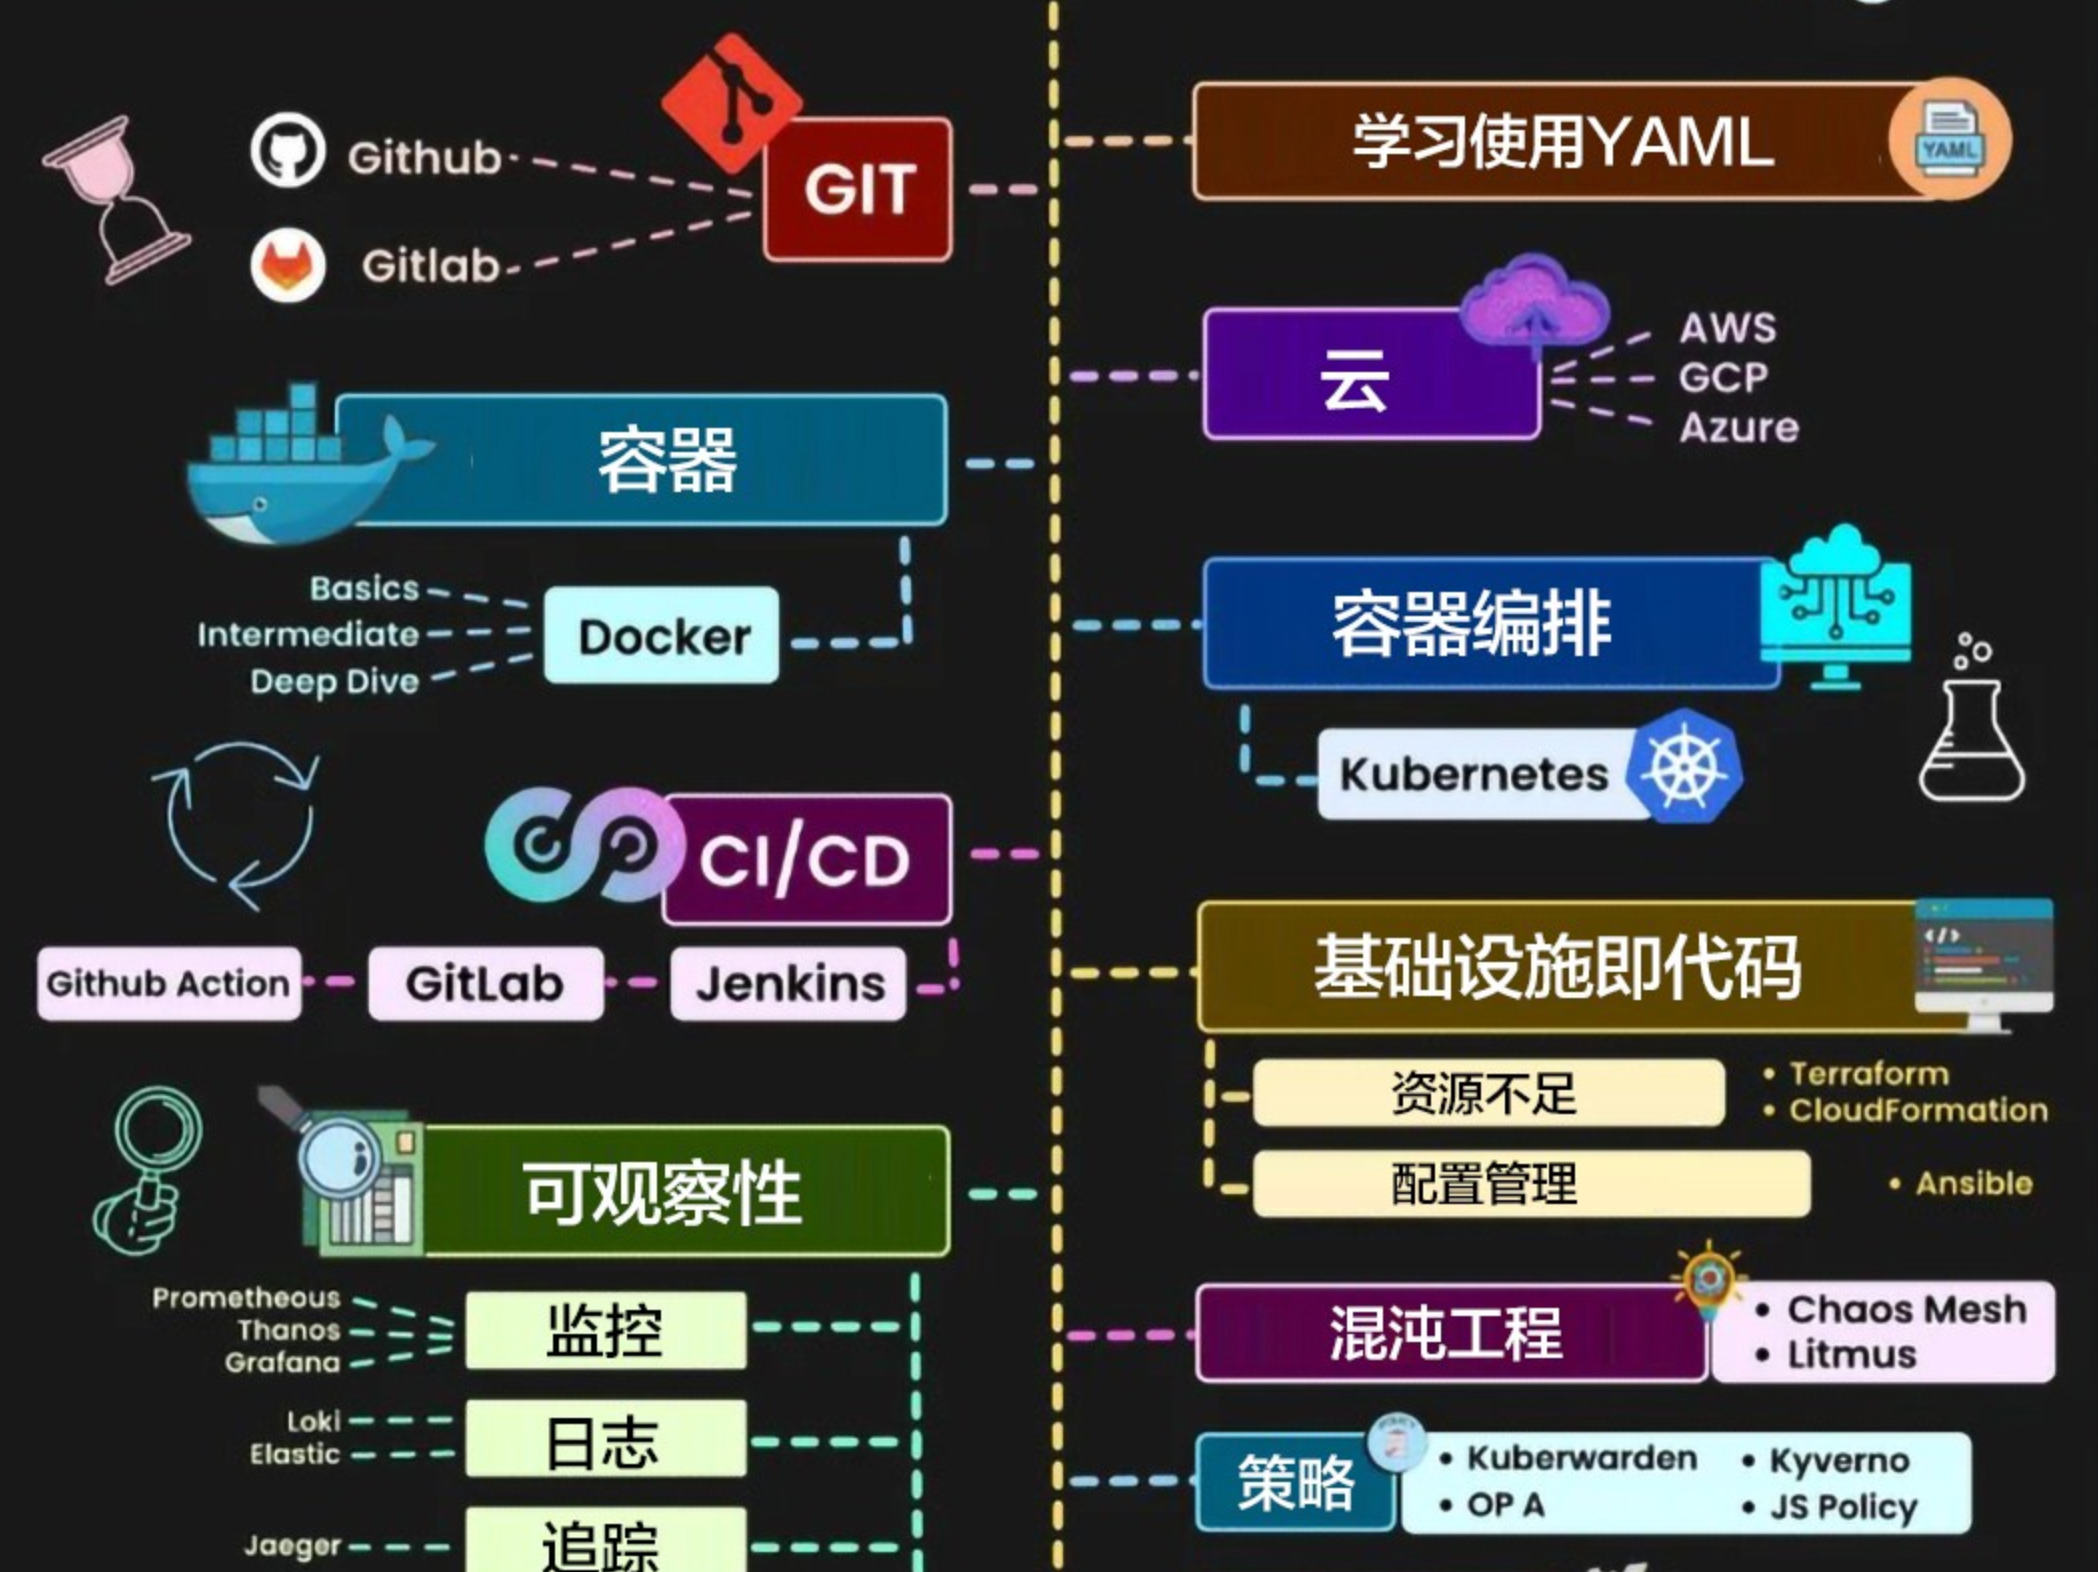 GIT
Github
Gitlab
学习使用YAML
YAML
云
AWS
GCP
Azure
容器
Docker
Basics
Intermediate
Deep Dive
容器编排
Kubernetes
CI/CD
Github Action
GitLab
Jenkins
基础设施即代码
</>
资源不足
• Terraform
• CloudFormation
配置管理
• Ansible
可观察性
监控
Prometheous
Thanos
Grafana
日志
Loki
Elastic
追踪
Jaeger
混沌工程
• Chaos Mesh
• Litmus
策略
• Kuberwarden
• OP A
• Kyverno
• JS Policy